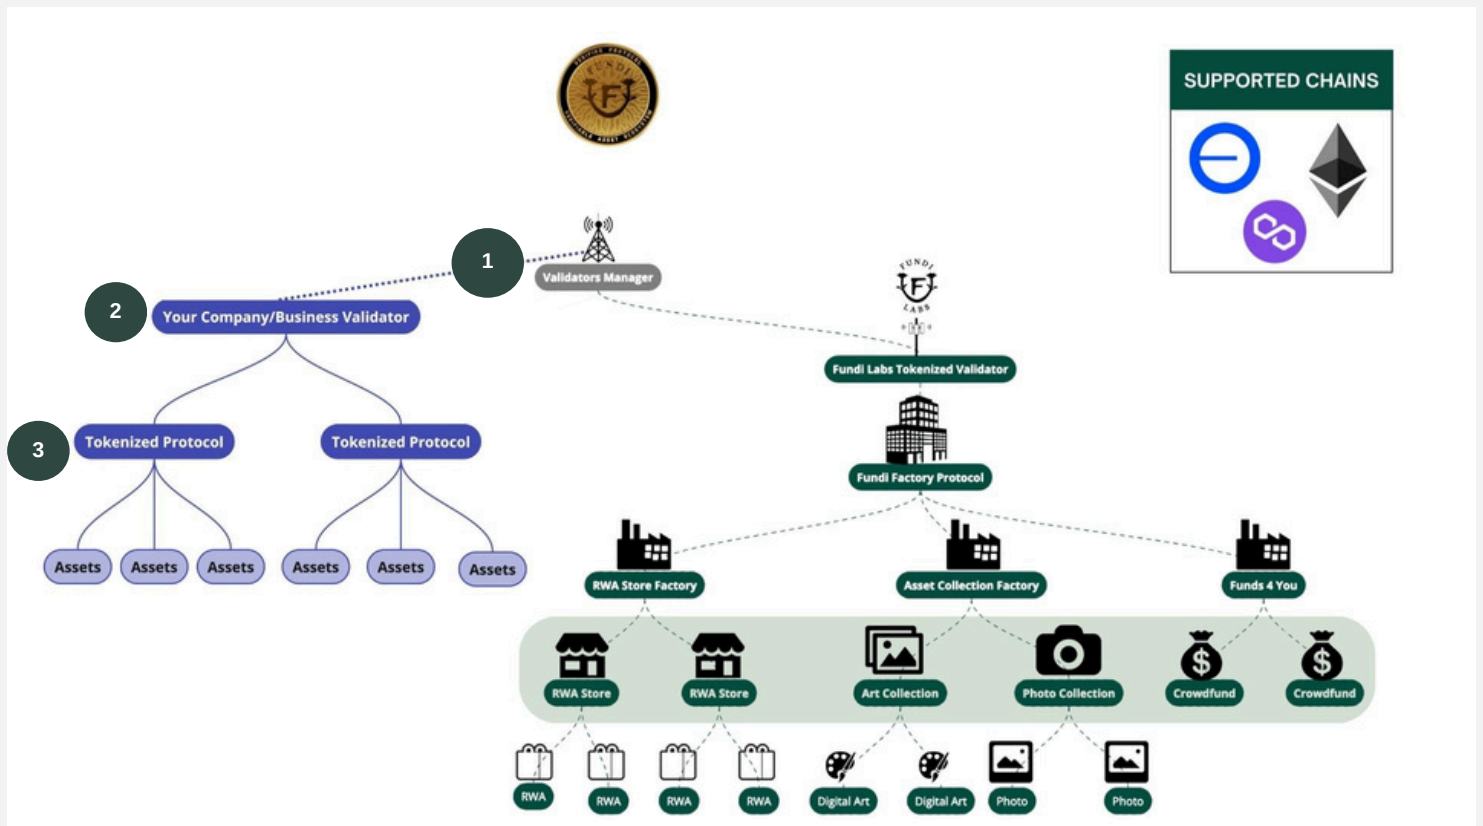 FUNDI
F
SUPPORTED CHAINS
1
Validators Manager
FUNDI
F
LABS
2
Your Company/Business Validator
Fundi Labs Tokenized Validator
3
Tokenized Protocol
Tokenized Protocol
Fundi Factory Protocol
Assets
Assets
Assets
Assets
Assets
Assets
RWA Store Factory
Asset Collection Factory
Funds 4 You
RWA Store
RWA Store
Art Collection
Photo Collection
Crowdfund
Crowdfund
RWA
RWA
RWA
RWA
Digital Art
Digital Art
Photo
Photo